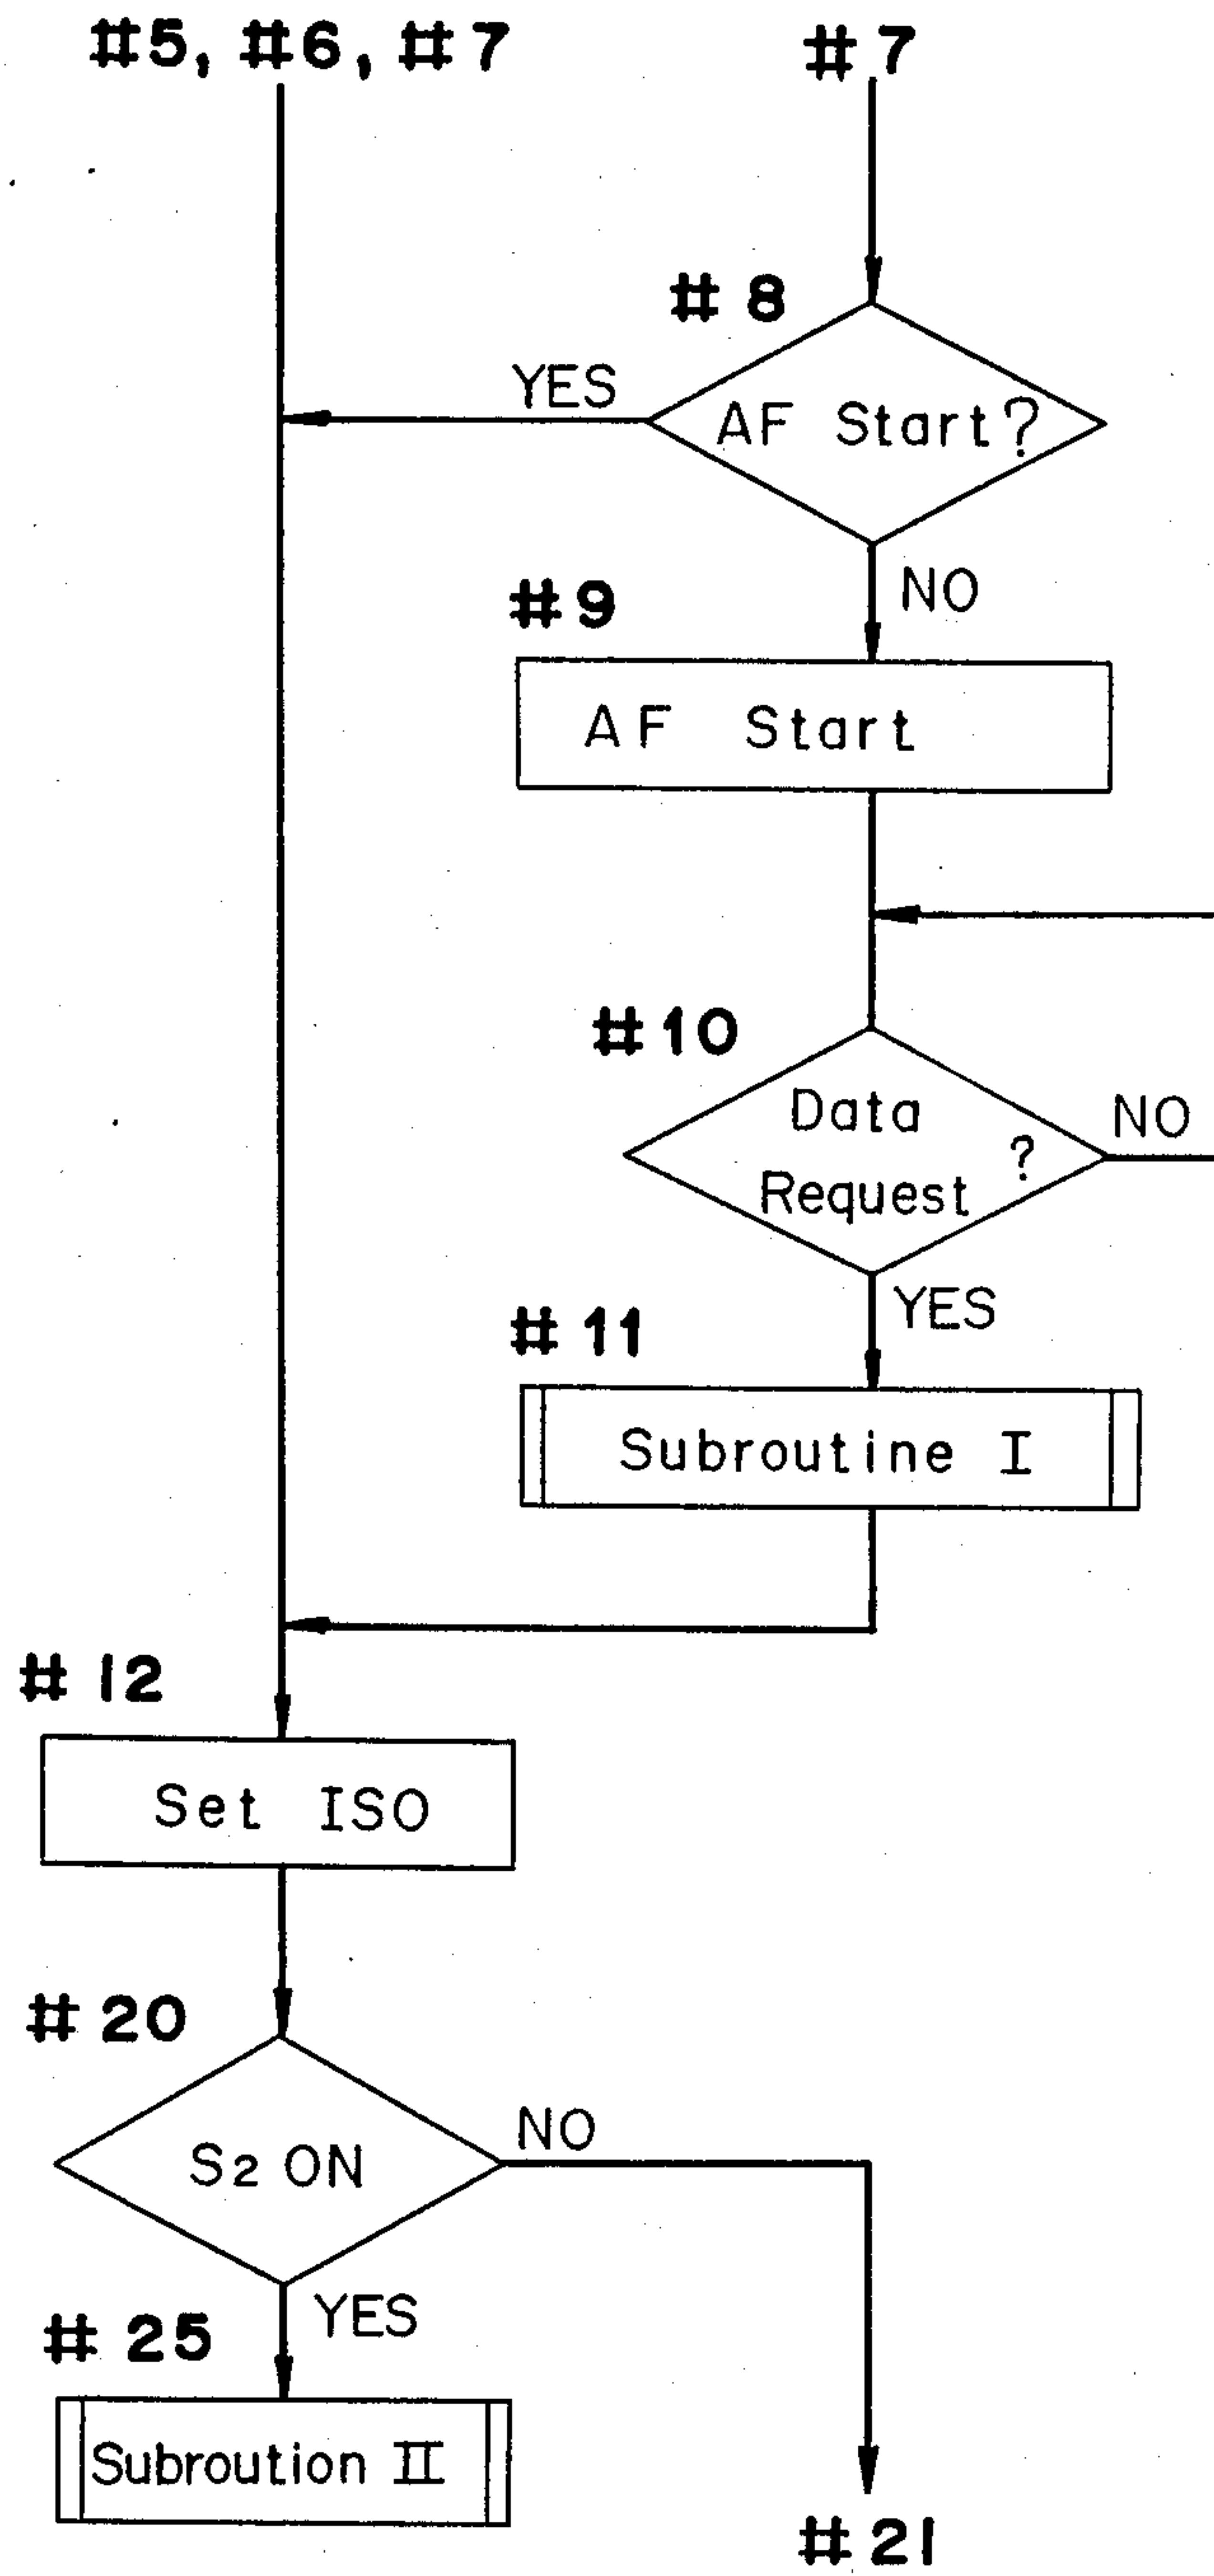 #5, #6, #7
#7
#8
YES
AF Start?
NO
#9
AF Start
#10
Data
Request ?
NO
YES
#11
Subroutine I
#12
Set ISO
#20
S2 ON
NO
YES
#25
Subroution II
#21